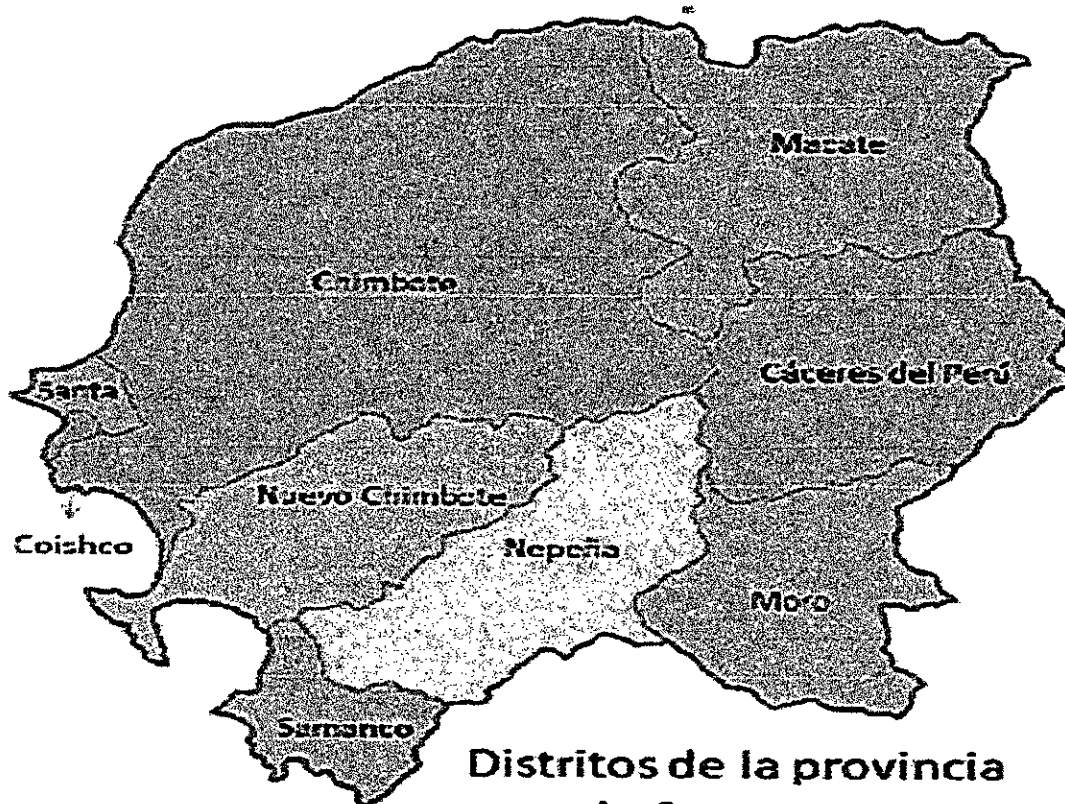 Macate
Chimbote
Santa
Cáceres del Perú
Nuevo Chimbote
Nepeña
Coishco
Moro
Samanco
Distritos de la provincia